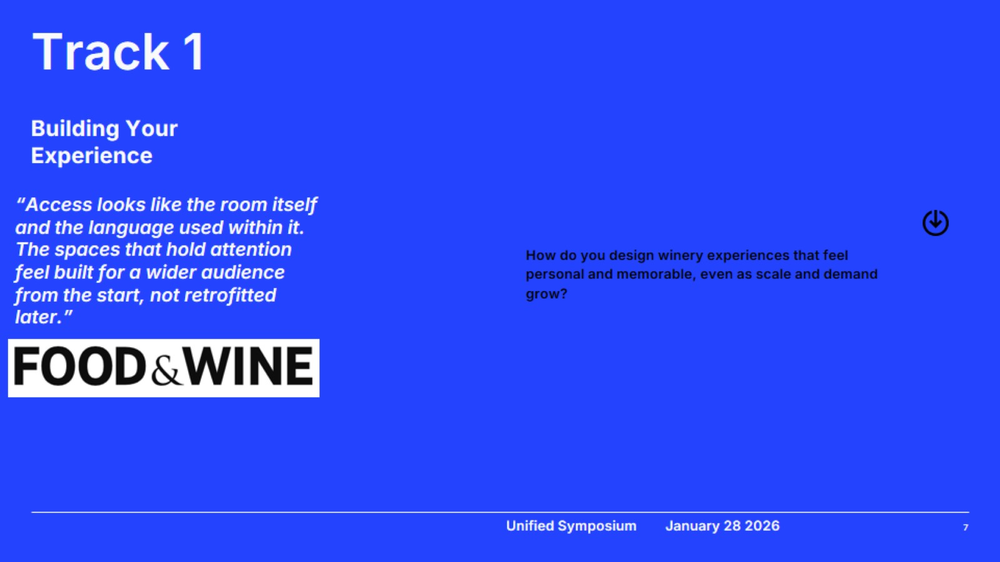 Track 1
Building Your
Experience
“Access looks like the room itself
and the language used within it.
The spaces that hold attention
feel built for a wider audience
from the start, not retrofitted
later.”
FOOD&WINE
How do you design winery experiences that feel
personal and memorable, even as scale and demand
grow?
Unified Symposium January 28 2026 7